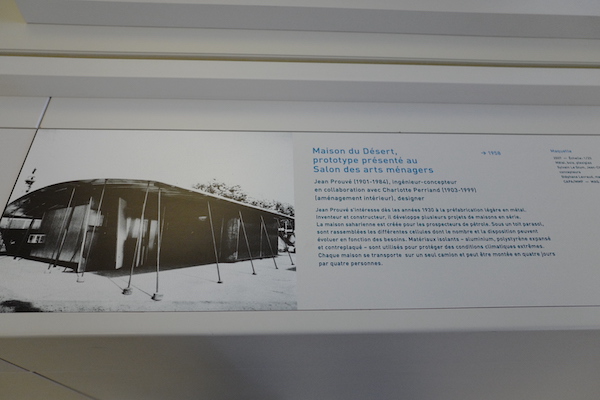 Maison du Désert,
prototype présenté au
Salon des arts ménagers
→ 1958
Jean Prouvé (1901-1984), ingénieur-concepteur
en collaboration avec Charlotte Perriand (1903-1999)
(aménagement intérieur), designer
Jean Prouvé s'intéresse dès les années 1930 à la préfabrication légère en métal.
Inventeur et constructeur, il développe plusieurs projets de maisons en série.
La maison saharienne est créée pour les prospecteurs de pétrole. Sous un toit parasol,
sont rassemblées les différentes cellules dont le nombre et la disposition peuvent
évoluer en fonction des besoins. Matériaux isolants – aluminium, polystyrène expansé
et contreplaqué – sont utilisés pour protéger des conditions climatiques extrêmes.
Chaque maison se transporte sur un seul camion et peut être montée en quatre jours
par quatre personnes.
Maquette